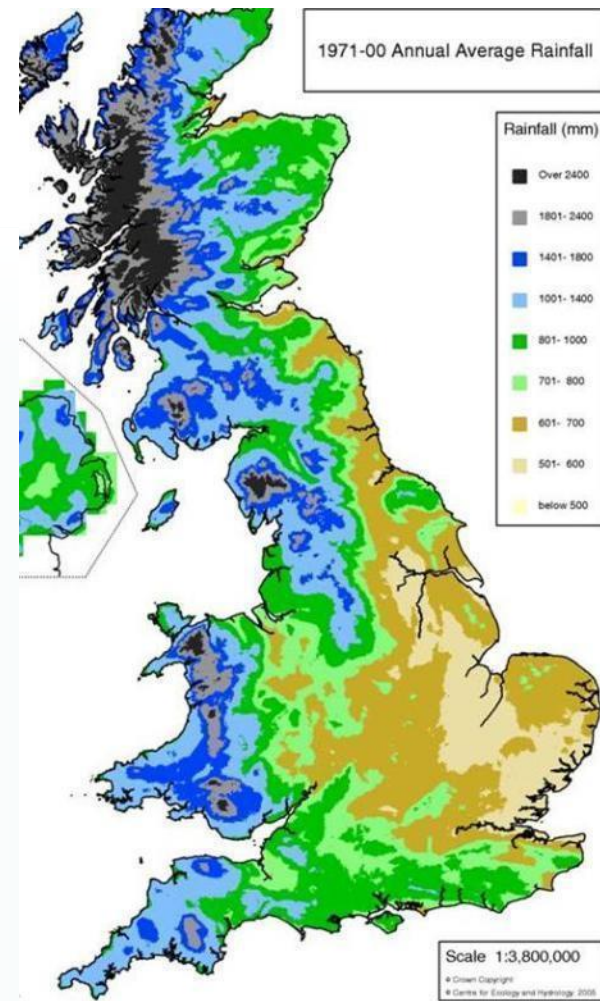 1971-00 Annual Average Rainfall
Rainfall (mm)
Over 2400
1801- 2400
1401- 1800
1001- 1400
801- 1000
701- 800
601- 700
501- 600
below 500
Scale 1:3,800,000
© Crown Copyright
© Centre for Ecology and Hydrology 2008